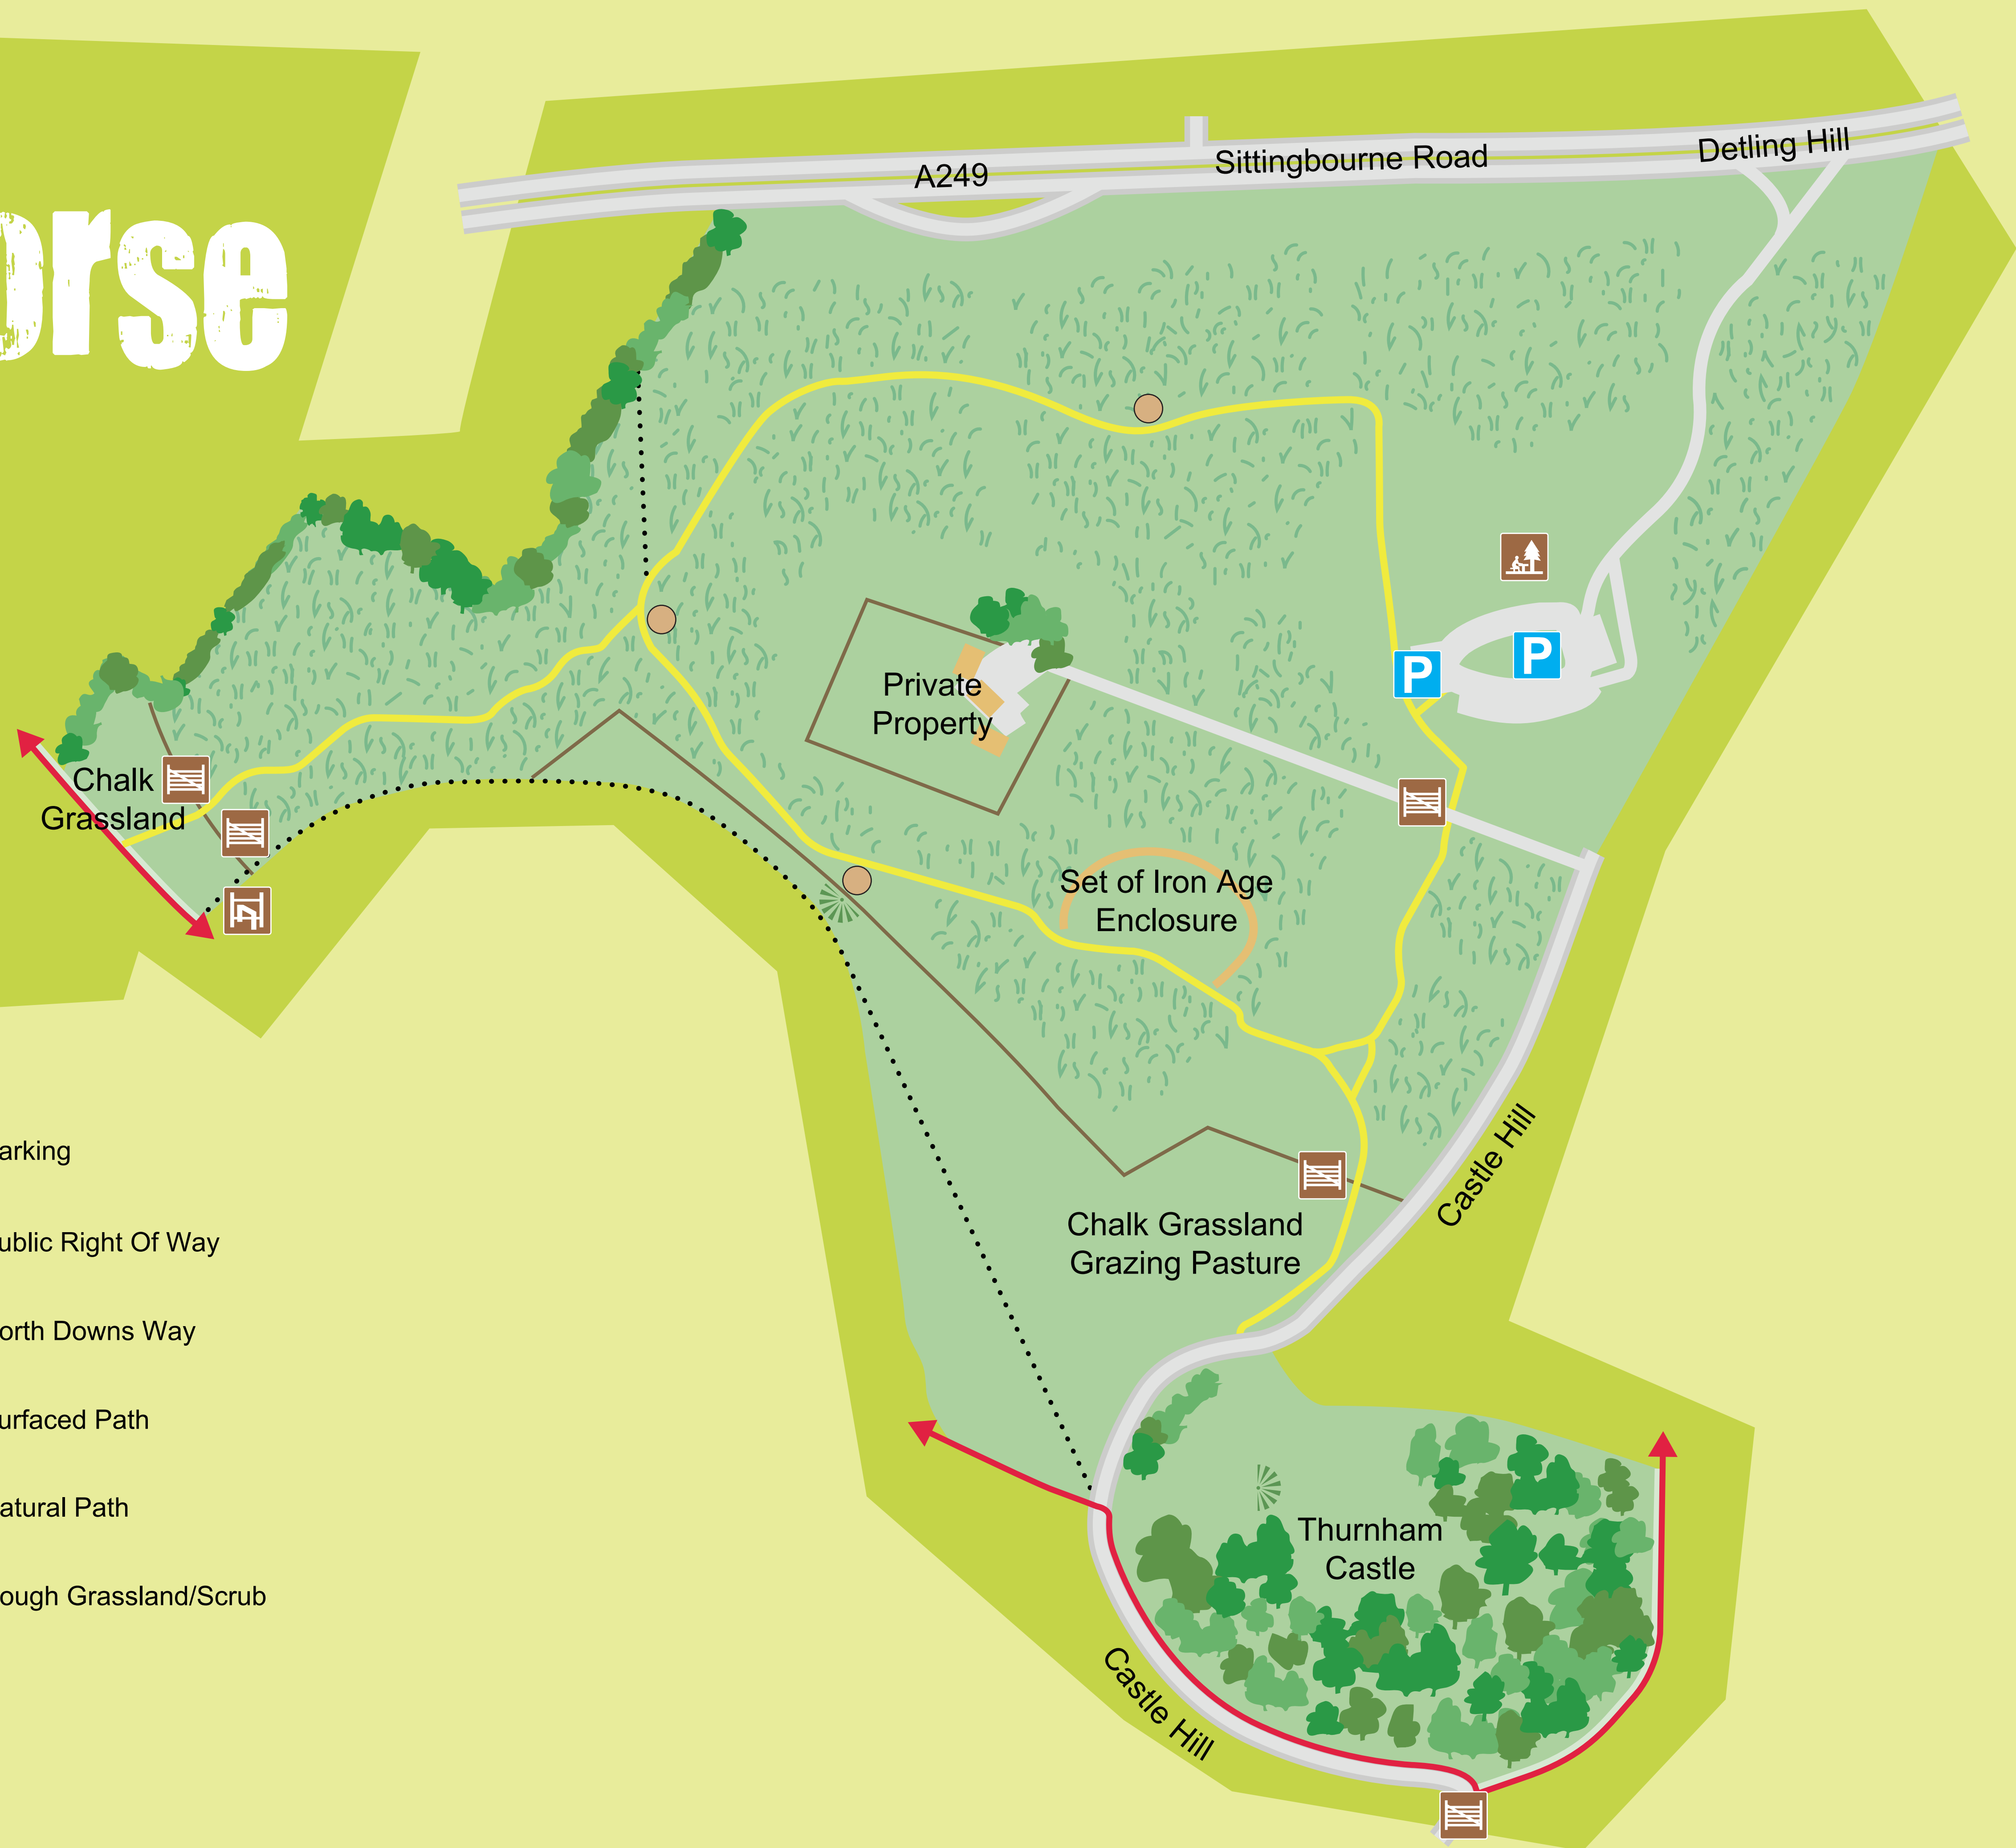 orse
A249
Sittingbourne Road
Detling Hill
P
P
Private
Property
Chalk
Grassland
Set of Iron Age
Enclosure
Castle Hill
Chalk Grassland
Grazing Pasture
Thurnham
Castle
Castle Hill
arking
ublic Right Of Way
orth Downs Way
urfaced Path
atural Path
ough Grassland/Scrub